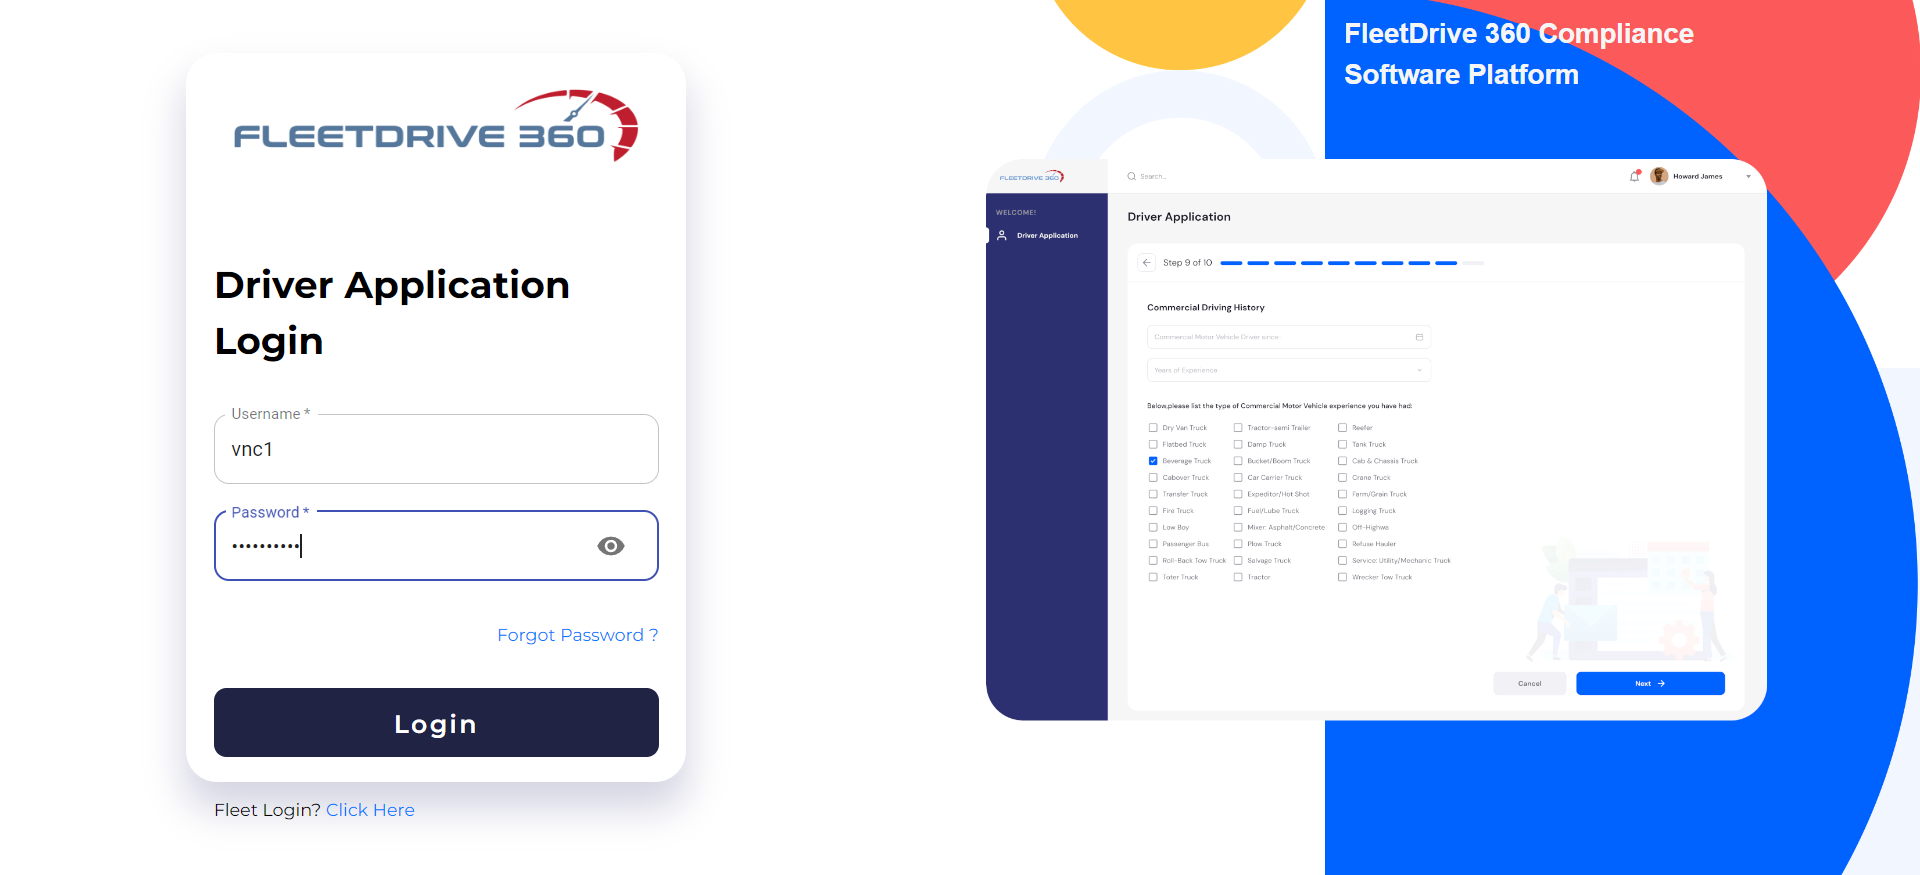 FLEETDRIVE 360
Driver Application
Login
Username *
vnc1
Password *
••••••••••
Forgot Password ?
Login
Fleet Login? Click Here
FleetDrive 360 Compliance
Software Platform
FLEETDRIVE 360
Search...
Howard James
WELCOME!
Driver Application
Driver Application
Step 9 of 10
Commercial Driving History
Commercial Motor Vehicle Driver since :
Years of Experience
Below,please list the type of Commercial Motor Vehicle experience you have had:
Dry Van Truck Tractor-semi Trailer Reefer
Flatbed Truck Damp Truck Tank Truck
Beverage Truck Bucket/Boom Truck Cab & Chassis Truck
Cabover Truck Car Carrier Truck Crane Truck
Transfer Truck Expeditor/Hot Shot Farm/Grain Truck
Fire Truck Fuel/Lube Truck Logging Truck
Low Boy Mixer: Asphalt/Concrete Off-Highwa
Passenger Bus Plow Truck Refuse Hauler
Roll-Back Tow Truck Salvage Truck Service: Utility/Mechanic Truck
Toter Truck Tractor Wrecker Tow Truck
Cancel
Next